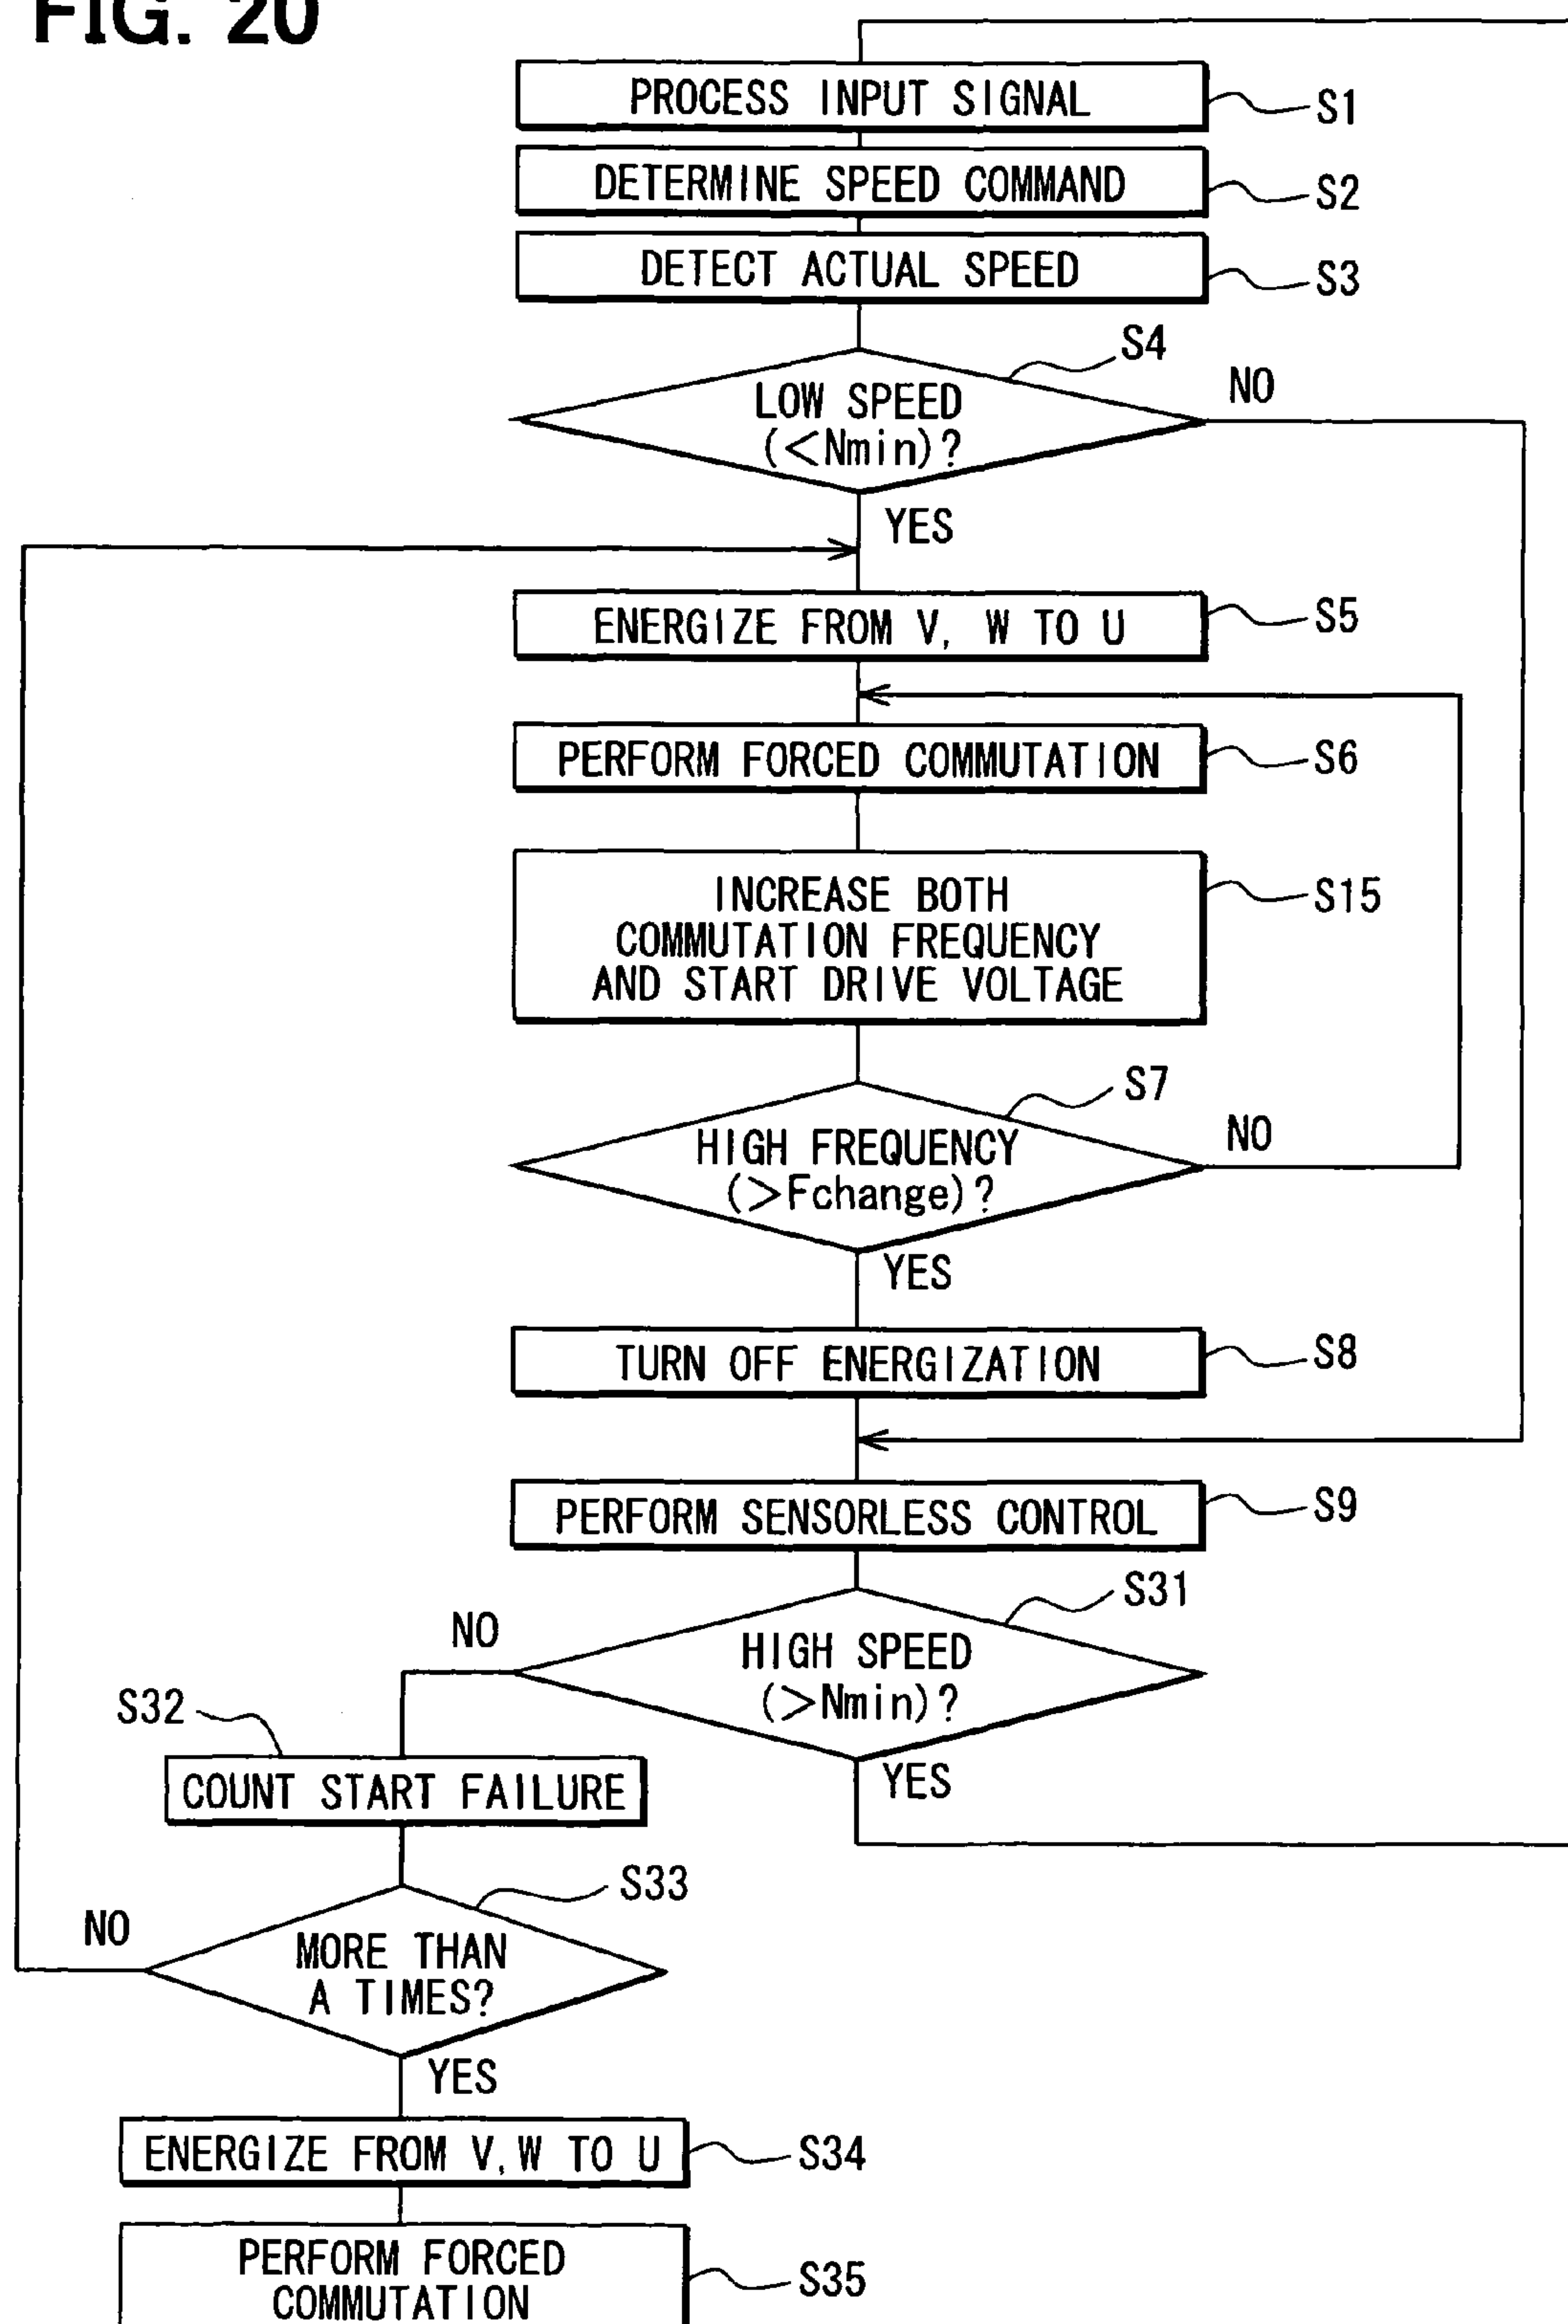 FIG. 20
PROCESS INPUT SIGNAL
S1
DETERMINE SPEED COMMAND
S2
DETECT ACTUAL SPEED
S3
S4
LOW SPEED
(<Nmin)?
NO
YES
ENERGIZE FROM V, W TO U
S5
PERFORM FORCED COMMUTATION
S6
INCREASE BOTH
COMMUTATION FREQUENCY
AND START DRIVE VOLTAGE
S15
S7
HIGH FREQUENCY
(>Fchange)?
NO
YES
TURN OFF ENERGIZATION
S8
PERFORM SENSORLESS CONTROL
S9
S31
NO
HIGH SPEED
(>Nmin)?
YES
S32
COUNT START FAILURE
S33
NO
MORE THAN
A TIMES?
YES
ENERGIZE FROM V,W TO U
S34
PERFORM FORCED
COMMUTATION
S35